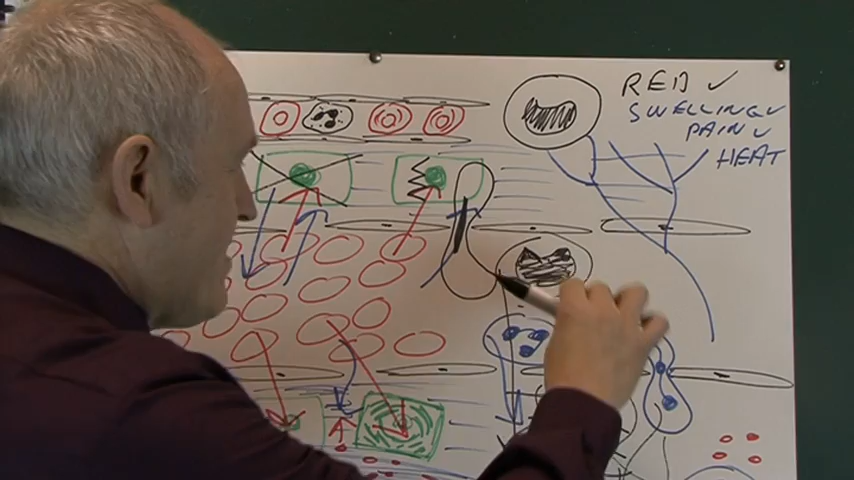 RED ✓
SWELLING ✓
PAIN ✓
HEAT